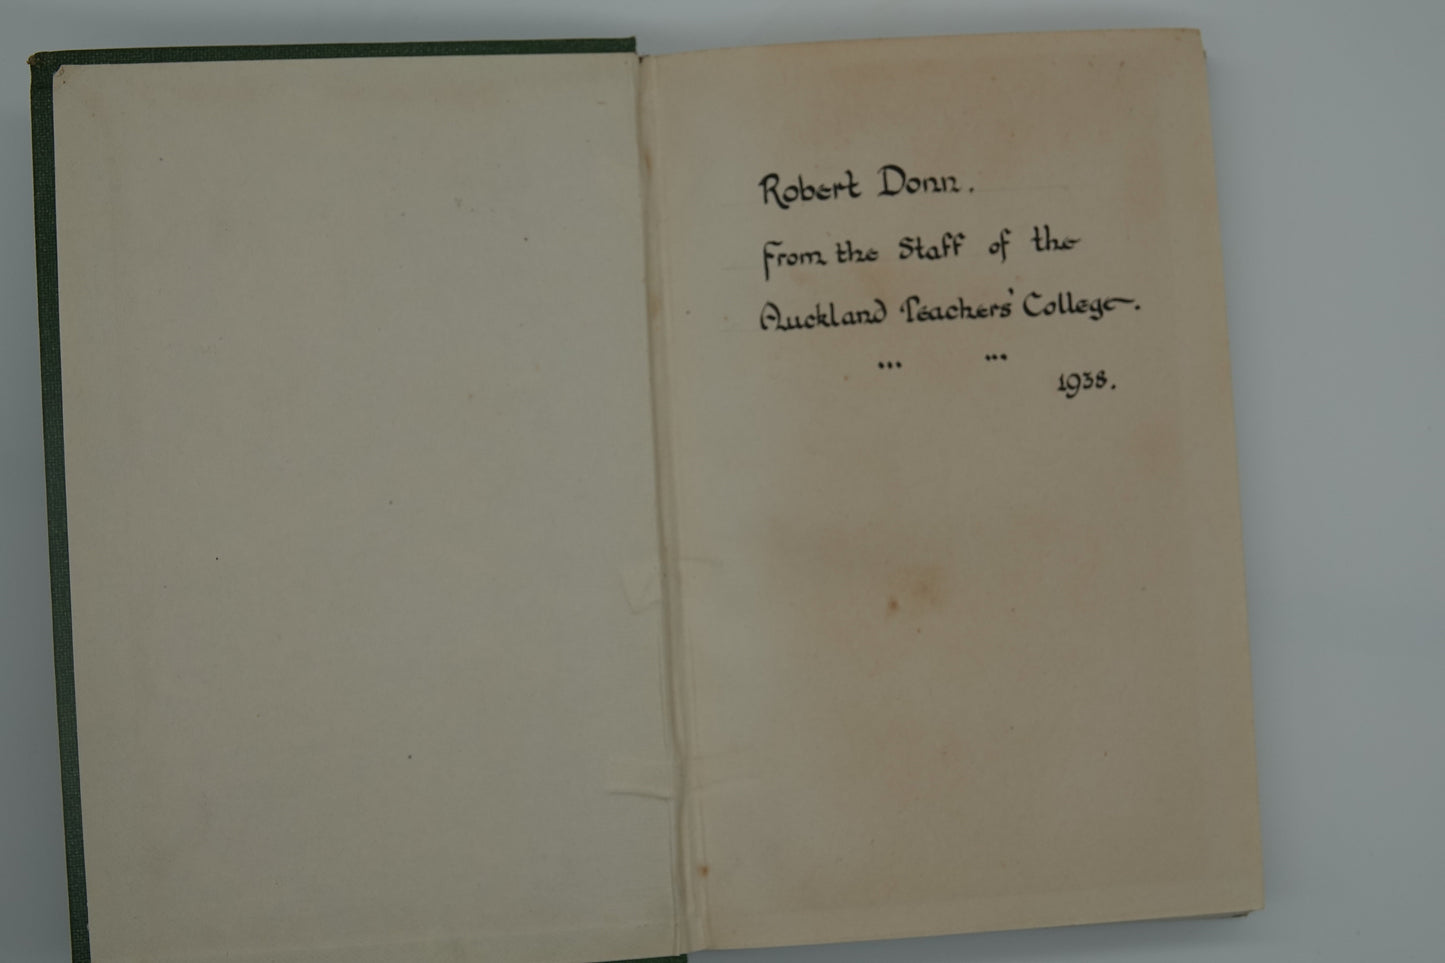 Robert Donn.
From the Staff of the
Auckland Teachers' College.
... ...
1938.